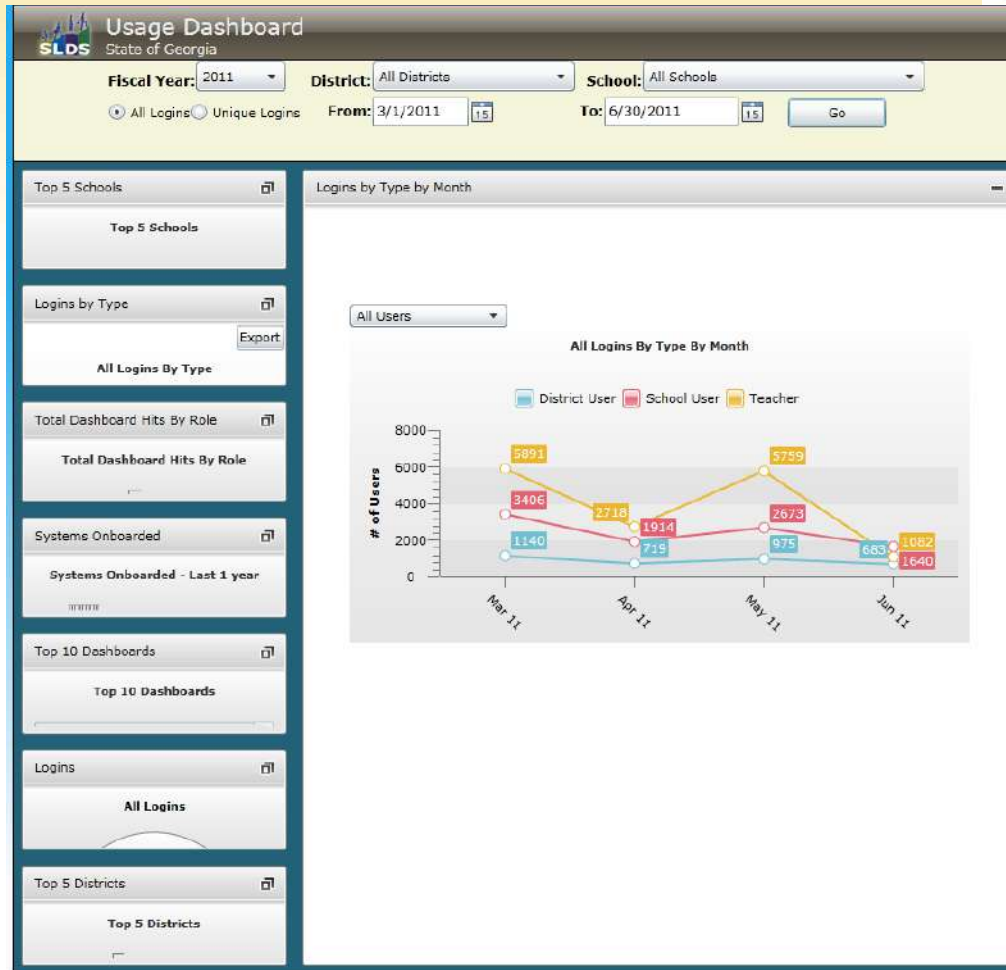 Usage Dashboard
SLDS
State of Georgia
Fiscal Year: 2011 District: All Districts School: All Schools
All Logins Unique Logins From: 3/1/2011 15 To: 6/30/2011 15 Go
Top 5 Schools
Top 5 Schools
Logins by Type
Export
All Logins By Type
Total Dashboard Hits By Role
Total Dashboard Hits By Role
Systems Onboarded
Systems Onboarded - Last 1 year
Top 10 Dashboards
Top 10 Dashboards
Logins
All Logins
Top 5 Districts
Top 5 Districts
Logins by Type by Month
All Users
All Logins By Type By Month
District User School User Teacher
# of Users
8000
6000
4000
2000
0
5891
2718
5759
1082
3406
1914
2673
1640
1140
719
975
683
Mar 11
Apr 11
May 11
Jun 11